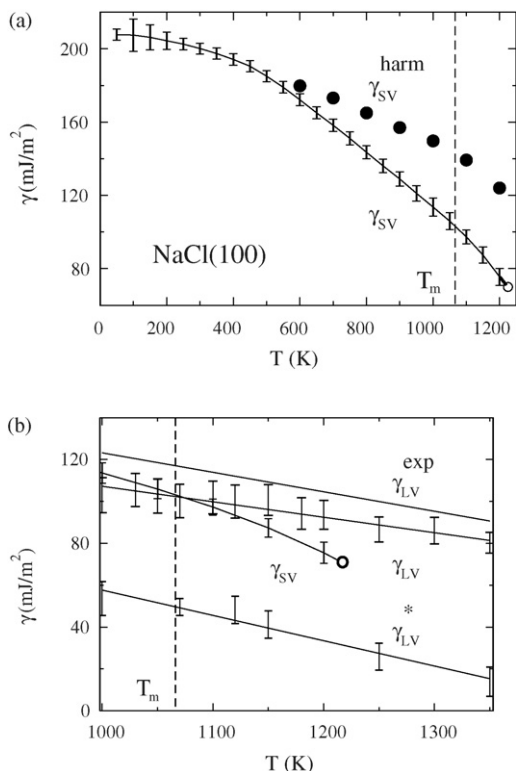 (a)
200
160
120
80
γ(mJ/m²)
harm
γSV
γSV
NaCl(100)
Tm
0 200 400 600 800 1000 1200
T (K)
(b)
120
80
40
0
γ(mJ/m²)
exp
γLV
γSV
γLV
*
γLV
Tm
1000 1100 1200 1300
T (K)